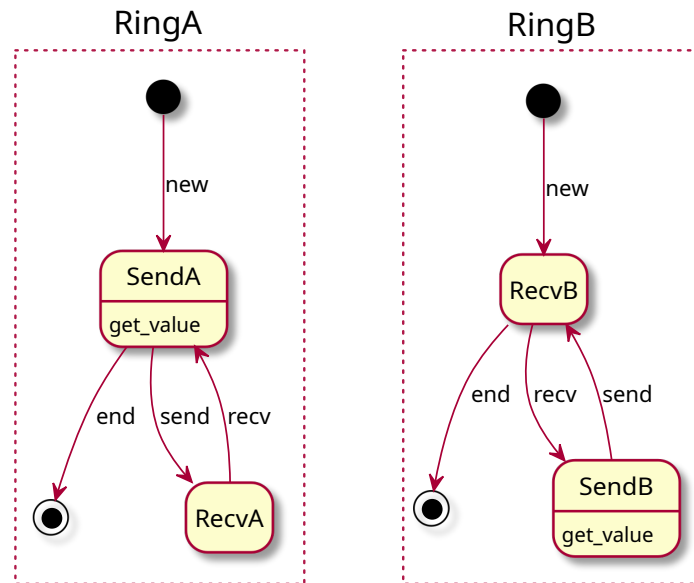 RingA
new
SendA
get_value
end
send
recv
RecvA
RingB
new
RecvB
end
recv
send
SendB
get_value